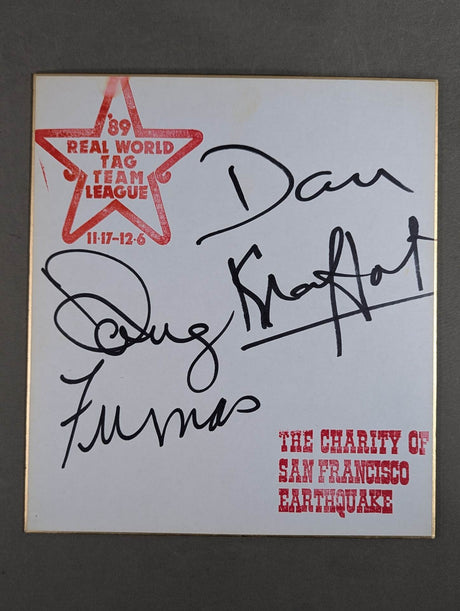 '89
REAL WORLD
TAG
TEAM
LEAGUE
11·17-12·6
Dan
Kroffat
Doug
Furnas
THE CHARITY OF
SAN FRANCISCO
EARTHQUAKE